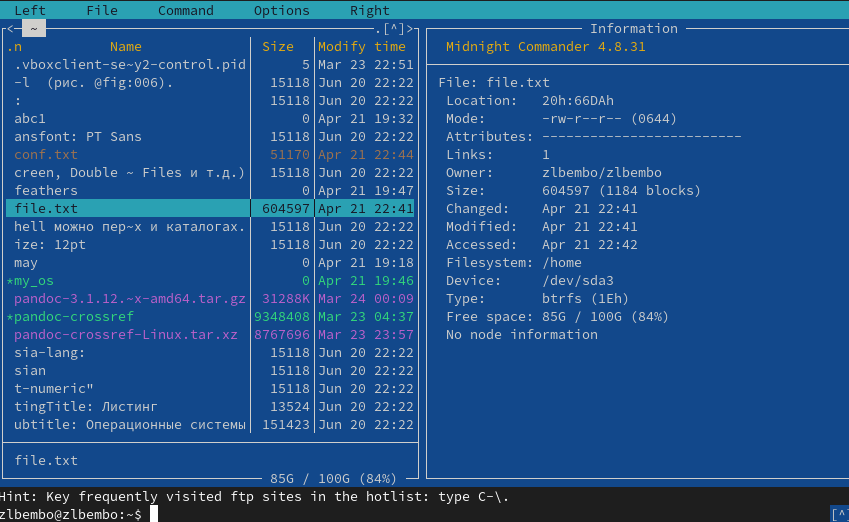 Left File Command Options Right
<─ ~ .[^]>
.n Name Size Modify time
.vboxclient-se~y2-control.pid 5 Mar 23 22:51
-l (рис. @fig:006). 15118 Jun 20 22:22
: 15118 Jun 20 22:22
abc1 0 Apr 21 19:32
ansfont: PT Sans 15118 Jun 20 22:22
conf.txt 51170 Apr 21 22:44
creen, Double ~ Files и т.д.) 15118 Jun 20 22:22
feathers 0 Apr 21 19:47
file.txt 604597 Apr 21 22:41
hell можно пер~х и каталогах. 15118 Jun 20 22:22
ize: 12pt 15118 Jun 20 22:22
may 0 Apr 21 19:18
*my_os 0 Apr 21 19:46
pandoc-3.1.12.~x-amd64.tar.gz 31288K Mar 24 00:09
*pandoc-crossref 9348408 Mar 23 04:37
pandoc-crossref-Linux.tar.xz 8767696 Mar 23 23:57
sia-lang: 15118 Jun 20 22:22
sian 15118 Jun 20 22:22
t-numeric" 15118 Jun 20 22:22
tingTitle: Листинг 13524 Jun 20 22:22
ubtitle: Операционные системы 151423 Jun 20 22:22
file.txt
85G / 100G (84%)
Information
Midnight Commander 4.8.31
File: file.txt
Location: 20h:66DAh
Mode: -rw-r--r-- (0644)
Attributes: -------------------------
Links: 1
Owner: zlbembo/zlbembo
Size: 604597 (1184 blocks)
Changed: Apr 21 22:41
Modified: Apr 21 22:41
Accessed: Apr 21 22:42
Filesystem: /home
Device: /dev/sda3
Type: btrfs (1Eh)
Free space: 85G / 100G (84%)
No node information
Hint: Key frequently visited ftp sites in the hotlist: type C-\.
zlbembo@zlbembo:~$ [^]